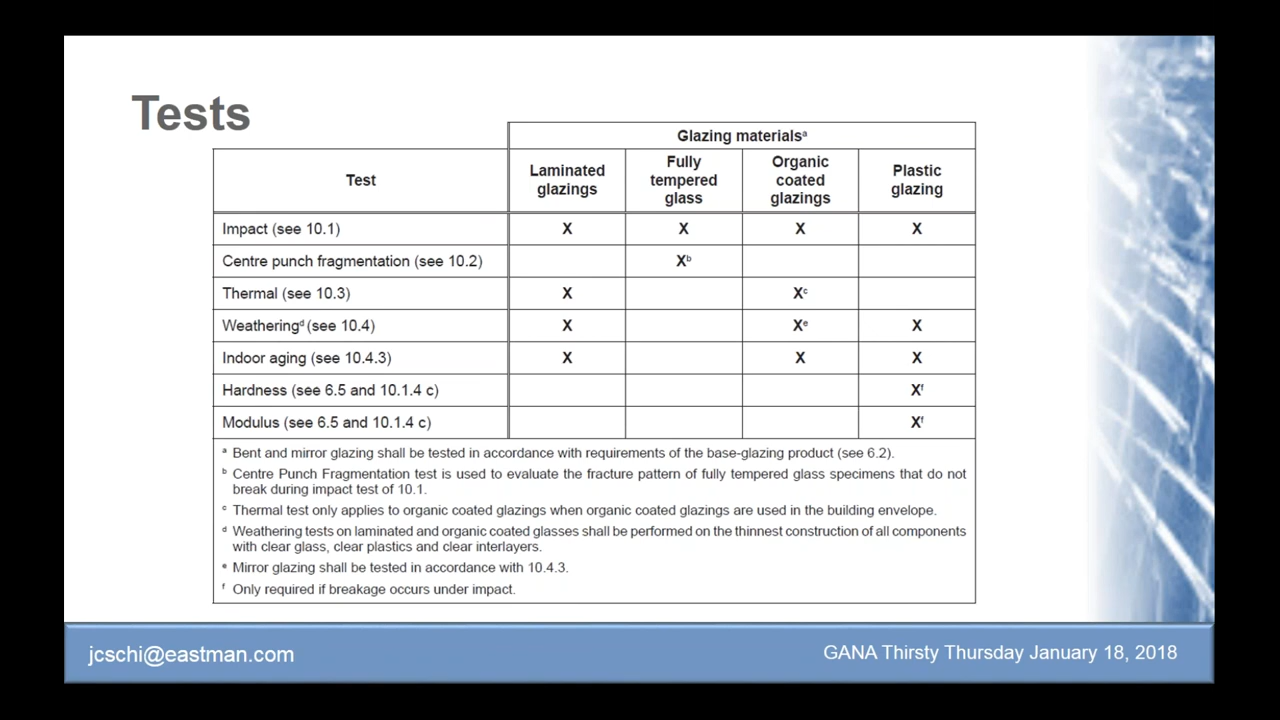 Tests
Glazing materialsᵃ
Test
Laminated
glazings
Fully
tempered
glass
Organic
coated
glazings
Plastic
glazing
Impact (see 10.1) X X X X
Centre punch fragmentation (see 10.2) Xᵇ
Thermal (see 10.3) X Xᶜ
Weatheringᵈ (see 10.4) X Xᵉ X
Indoor aging (see 10.4.3) X X X
Hardness (see 6.5 and 10.1.4 c) Xᶠ
Modulus (see 6.5 and 10.1.4 c) Xᶠ
ᵃ Bent and mirror glazing shall be tested in accordance with requirements of the base-glazing product (see 6.2).
ᵇ Centre Punch Fragmentation test is used to evaluate the fracture pattern of fully tempered glass specimens that do not
break during impact test of 10.1.
ᶜ Thermal test only applies to organic coated glazings when organic coated glazings are used in the building envelope.
ᵈ Weathering tests on laminated and organic coated glasses shall be performed on the thinnest construction of all components
with clear glass, clear plastics and clear interlayers.
ᵉ Mirror glazing shall be tested in accordance with 10.4.3.
ᶠ Only required if breakage occurs under impact.
jcschi@eastman.com
GANA Thirsty Thursday January 18, 2018